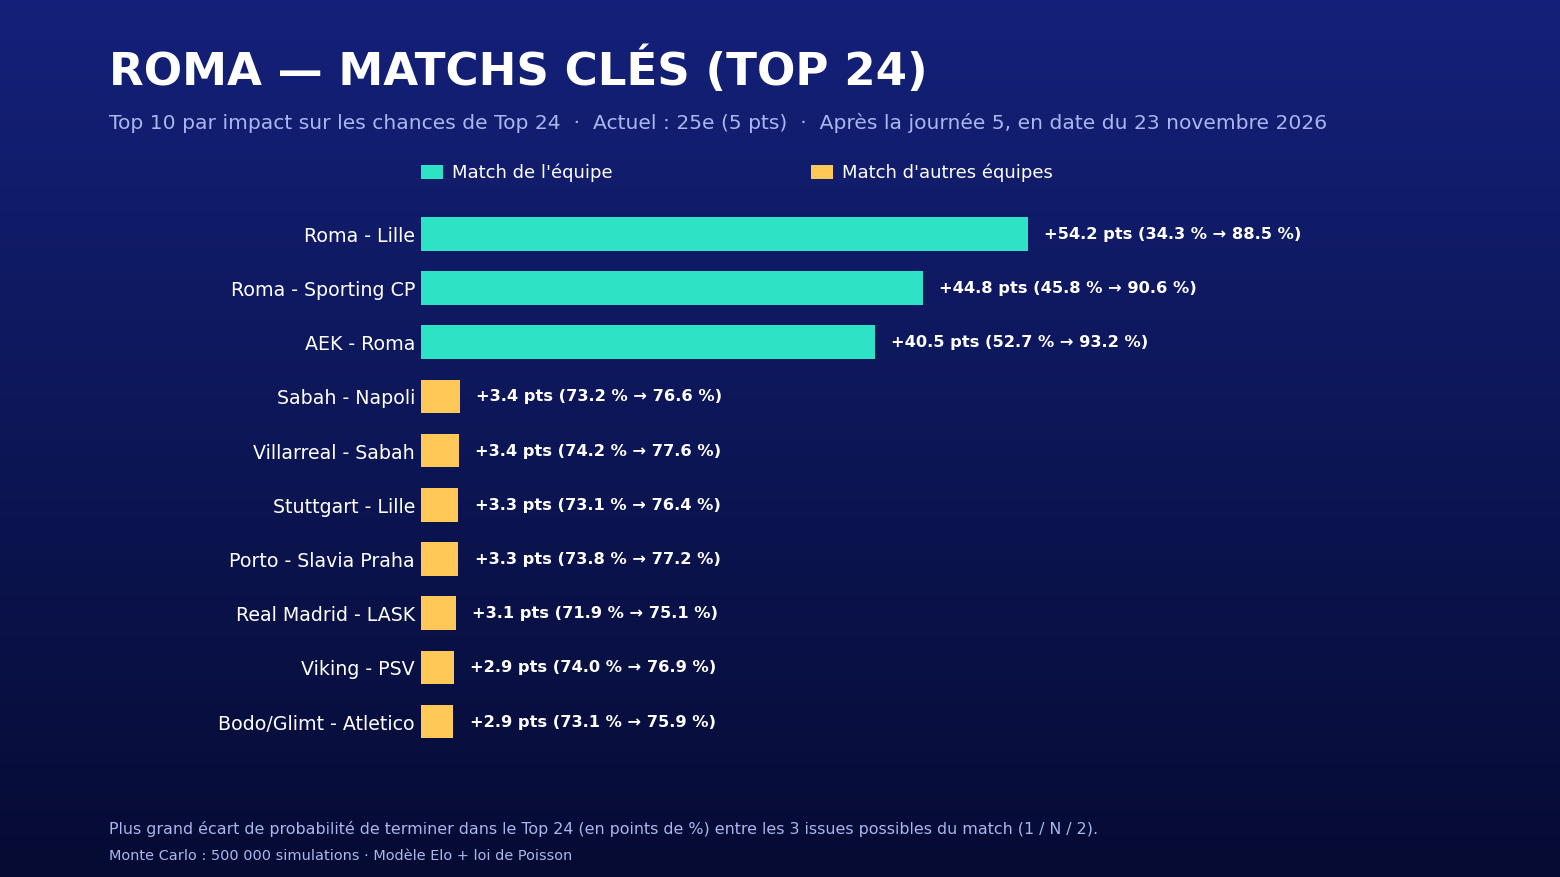 ROMA — MATCHS CLÉS (TOP 24)
Top 10 par impact sur les chances de Top 24 · Actuel : 25e (5 pts) · Après la journée 5, en date du 23 novembre 2026
Match de l'équipe
Match d'autres équipes
Roma - Lille +54.2 pts (34.3 % → 88.5 %)
Roma - Sporting CP +44.8 pts (45.8 % → 90.6 %)
AEK - Roma +40.5 pts (52.7 % → 93.2 %)
Sabah - Napoli +3.4 pts (73.2 % → 76.6 %)
Villarreal - Sabah +3.4 pts (74.2 % → 77.6 %)
Stuttgart - Lille +3.3 pts (73.1 % → 76.4 %)
Porto - Slavia Praha +3.3 pts (73.8 % → 77.2 %)
Real Madrid - LASK +3.1 pts (71.9 % → 75.1 %)
Viking - PSV +2.9 pts (74.0 % → 76.9 %)
Bodo/Glimt - Atletico +2.9 pts (73.1 % → 75.9 %)
Plus grand écart de probabilité de terminer dans le Top 24 (en points de %) entre les 3 issues possibles du match (1 / N / 2).
Monte Carlo : 500 000 simulations · Modèle Elo + loi de Poisson